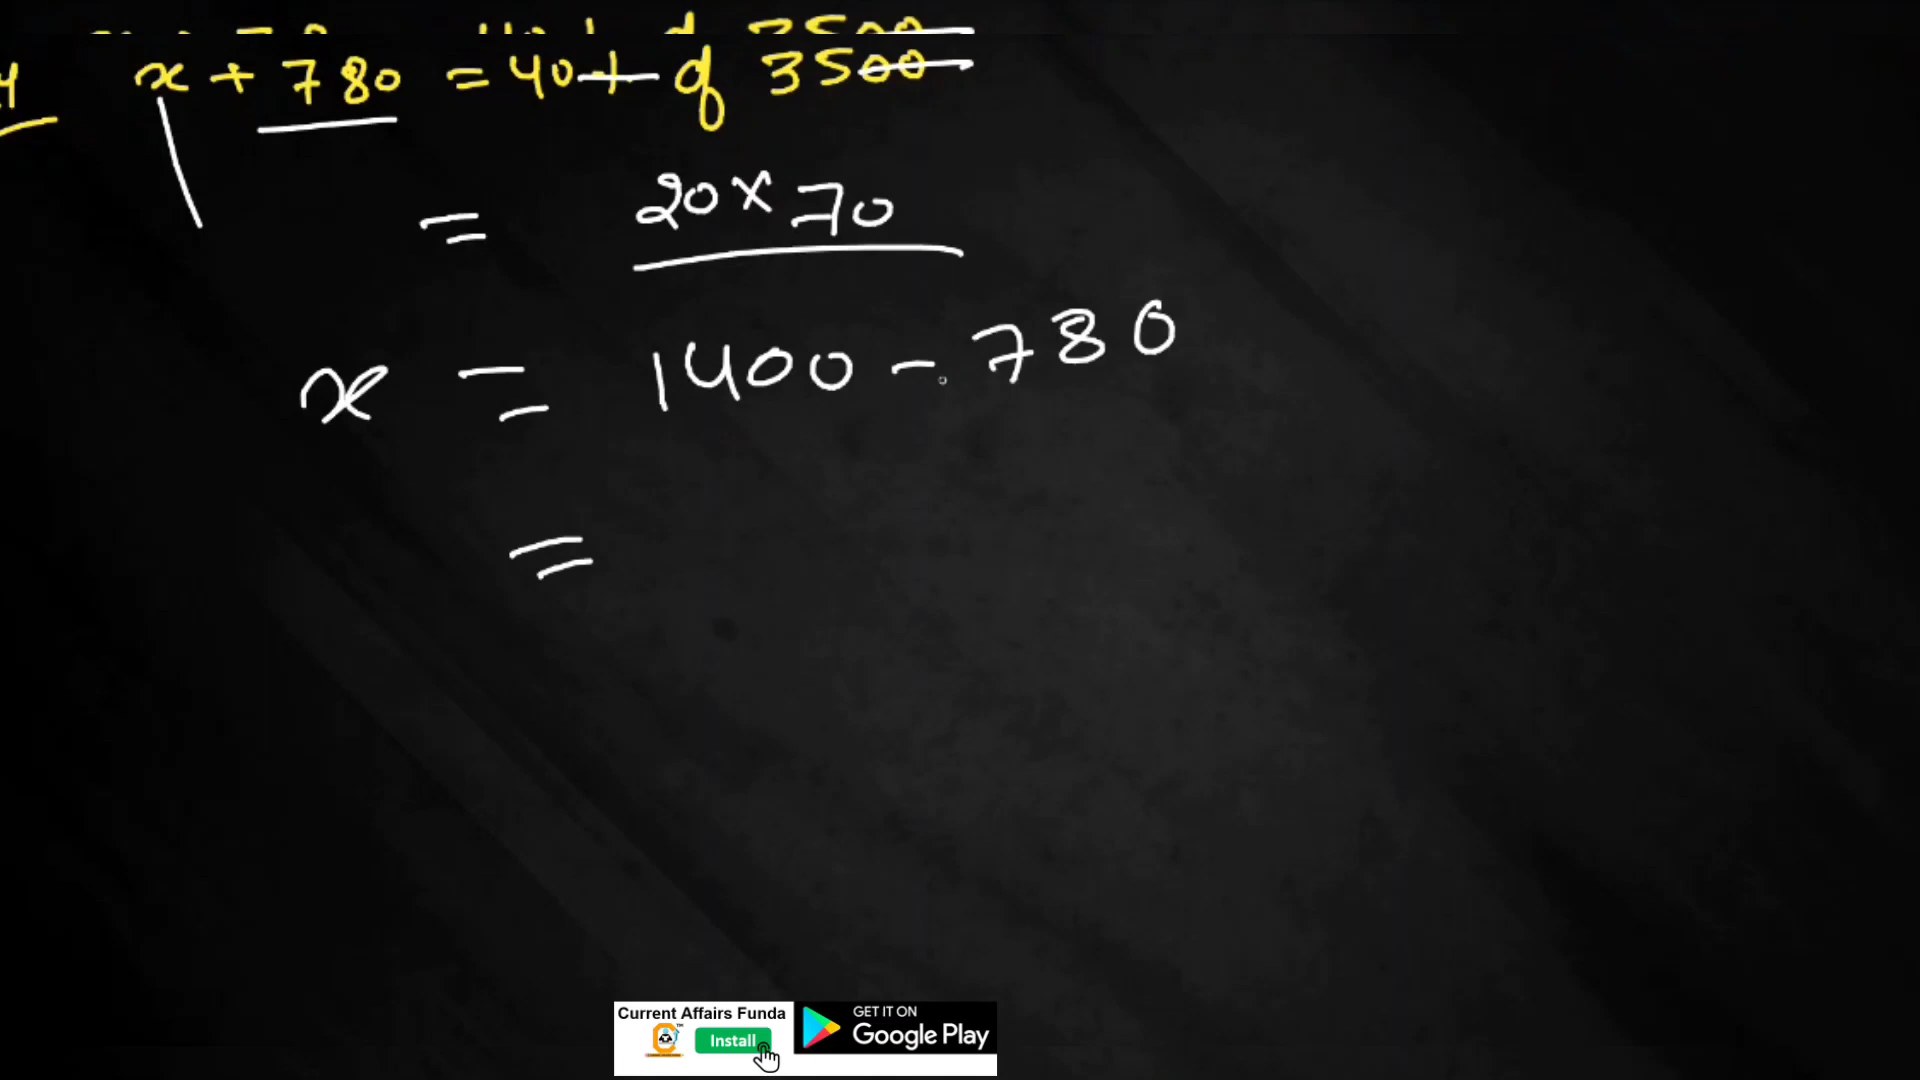 x + 780 = 40% of 3500
= 20 × 70
x = 1400 - 780
=
Current Affairs Funda
Install
GET IT ON
Google Play